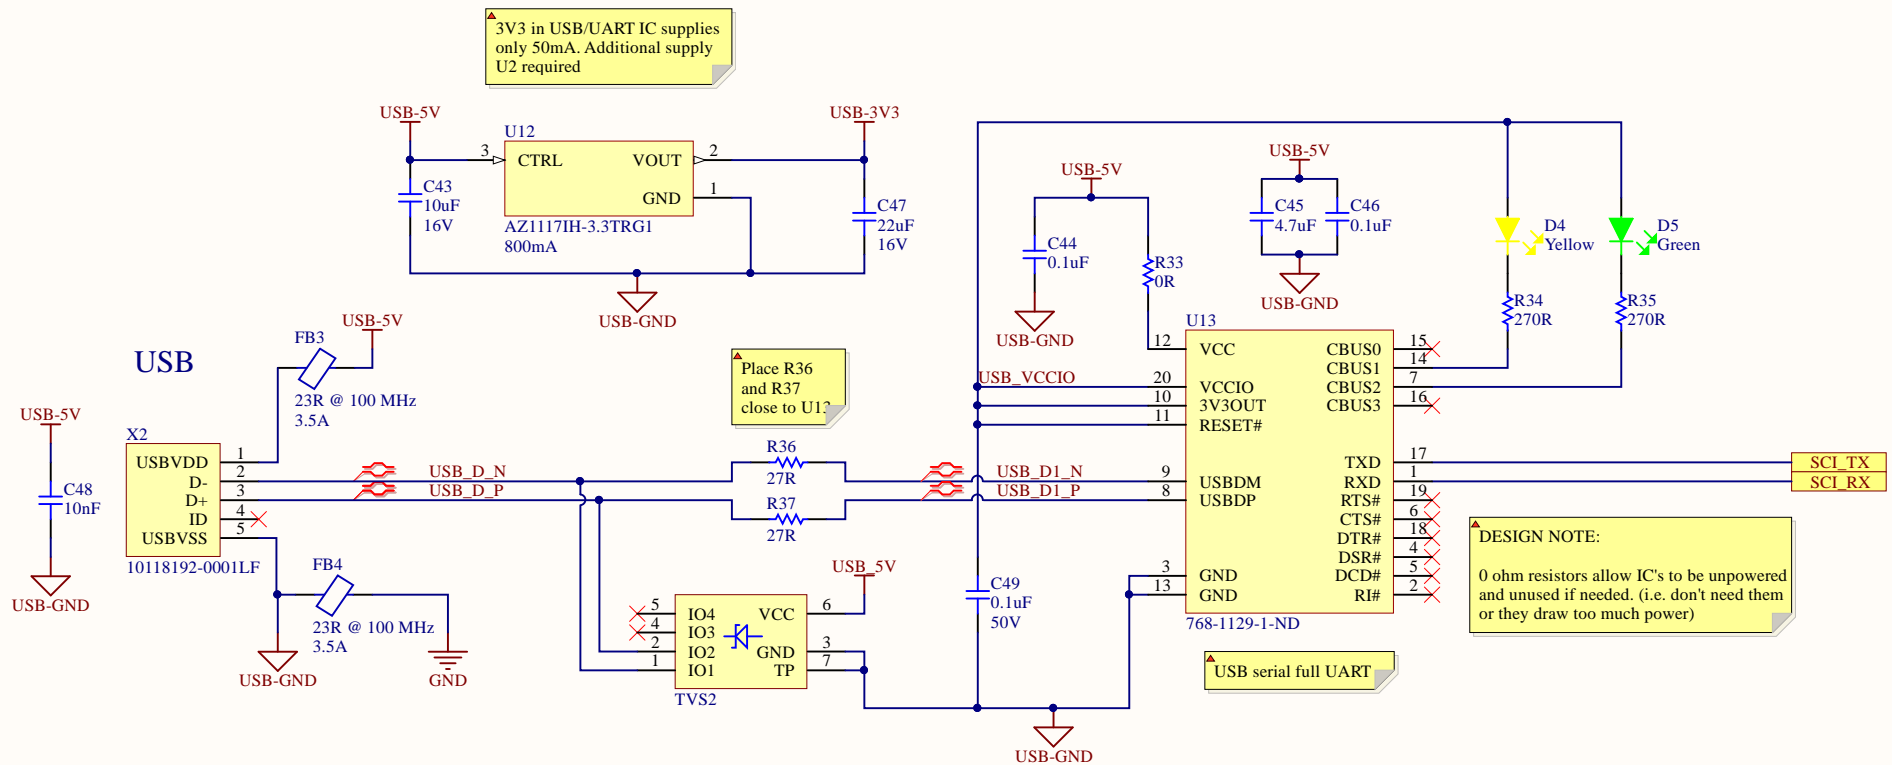 3V3 in USB/UART IC supplies
only 50mA. Additional supply
U2 required
USB-5V
USB-3V3
U12
3
CTRL
VOUT
2
GND
1
C43
10uF
16V
AZ1117IH-3.3TRG1
800mA
C47
22uF
16V
USB-GND
USB-5V
C44
0.1uF
USB-GND
R33
0R
USB-5V
C45
4.7uF
C46
0.1uF
USB-GND
D4
Yellow
D5
Green
R34
270R
R35
270R
USB
FB3
USB-5V
23R @ 100 MHz
3.5A
USB-5V
C48
10nF
USB-GND
X2
USBVDD
1
D-
2
D+
3
ID
4
USBVSS
5
10118192-0001LF
FB4
23R @ 100 MHz
3.5A
USB-GND
GND
USB_D_N
USB_D_P
Place R36
and R37
close to U13
R36
27R
R37
27R
USB_D1_N
USB_D1_P
USB_5V
5
IO4
4
IO3
2
IO2
1
IO1
VCC
6
GND
3
TP
7
TVS2
C49
0.1uF
50V
USB-GND
USB_VCCIO
U13
12
VCC
20
VCCIO
10
3V3OUT
11
RESET#
9
USBDM
8
USBDP
3
GND
13
GND
CBUS0
15
CBUS1
14
CBUS2
7
CBUS3
16
TXD
17
RXD
1
RTS#
19
CTS#
6
DTR#
18
DSR#
4
DCD#
5
RI#
2
768-1129-1-ND
SCI_TX
SCI_RX
USB serial full UART
DESIGN NOTE:
0 ohm resistors allow IC's to be unpowered
and unused if needed. (i.e. don't need them
or they draw too much power)